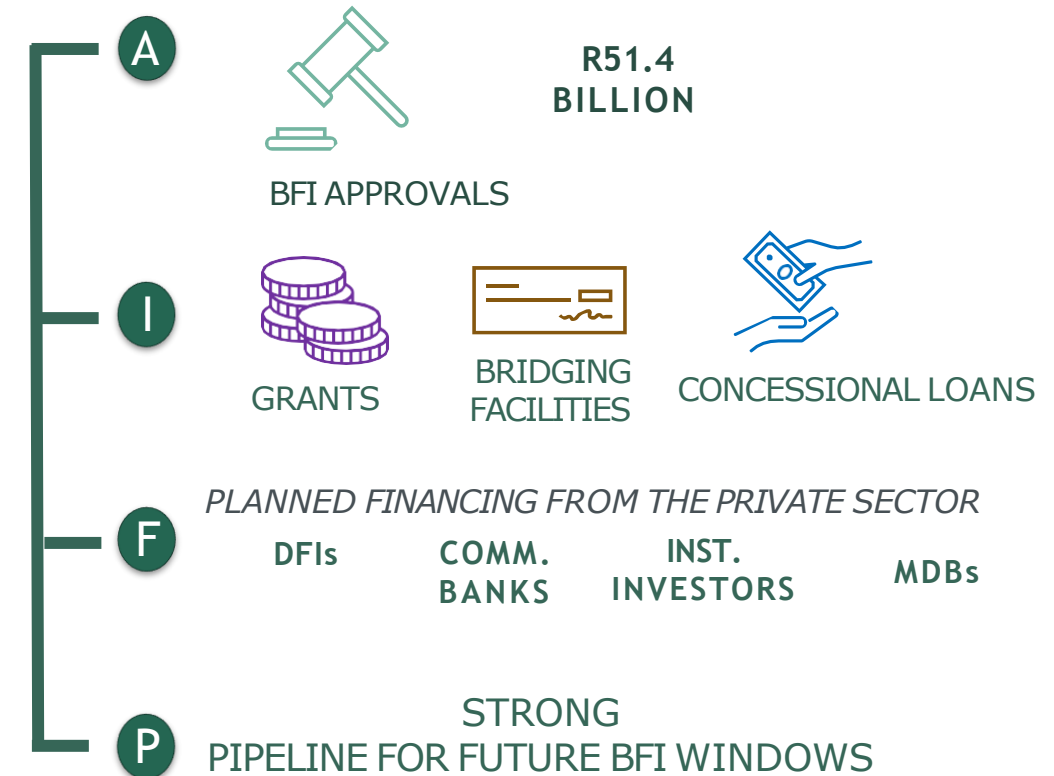 A
R51.4
BILLION
BFI APPROVALS
I
GRANTS
BRIDGING
FACILITIES
CONCESSIONAL LOANS
F
PLANNED FINANCING FROM THE PRIVATE SECTOR
DFIs
COMM.
BANKS
INST.
INVESTORS
MDBs
P
STRONG
PIPELINE FOR FUTURE BFI WINDOWS